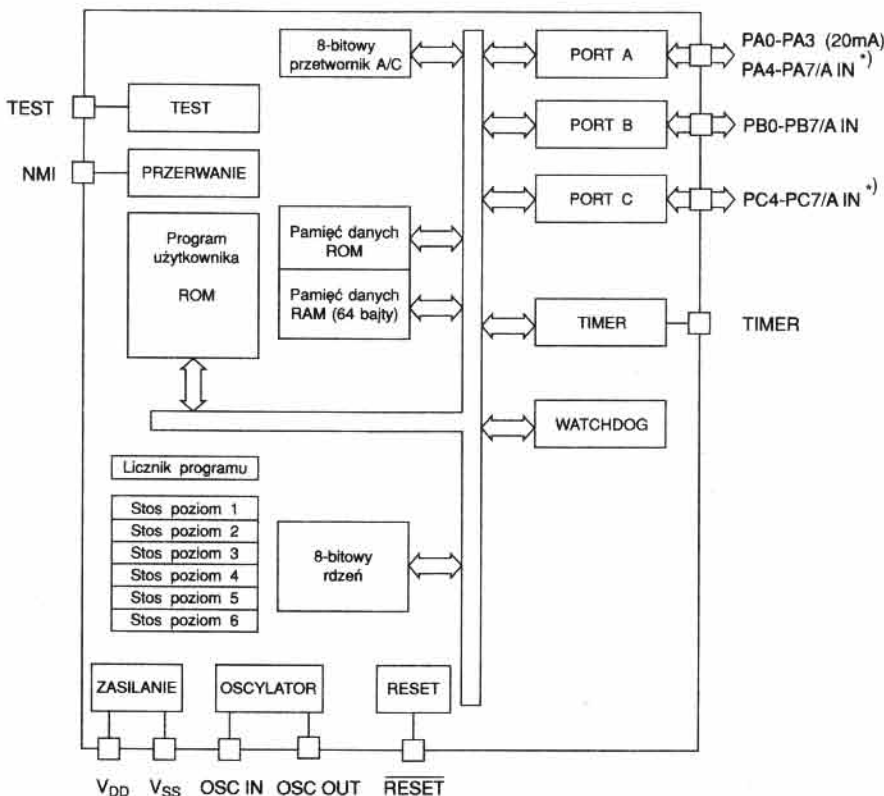 8-bitowy
przetwornik A/C
PORT A
PA0-PA3 (20mA)
PA4-PA7/A IN *)
TEST
TEST
PORT B
PB0-PB7/A IN
NMI
PRZERWANIE
PORT C
PC4-PC7/A IN *)
Program
użytkownika
ROM
Pamięć danych
ROM
Pamięć danych
RAM (64 bajty)
TIMER
TIMER
WATCHDOG
Licznik programu
Stos poziom 1
Stos poziom 2
Stos poziom 3
Stos poziom 4
Stos poziom 5
Stos poziom 6
8-bitowy
rdzeń
ZASILANIE
OSCYLATOR
RESET
VDD
VSS
OSC IN
OSC OUT
RESET